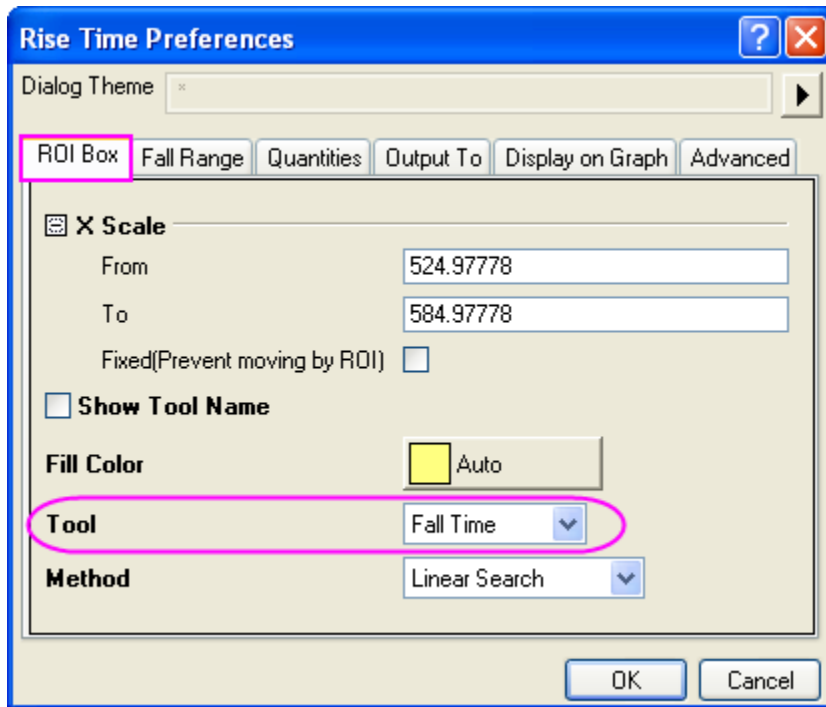 Rise Time Preferences
Dialog Theme *
ROI Box Fall Range Quantities Output To Display on Graph Advanced
X Scale
From 524.97778
To 584.97778
Fixed(Prevent moving by ROI)
Show Tool Name
Fill Color Auto
Tool Fall Time
Method Linear Search
OK Cancel